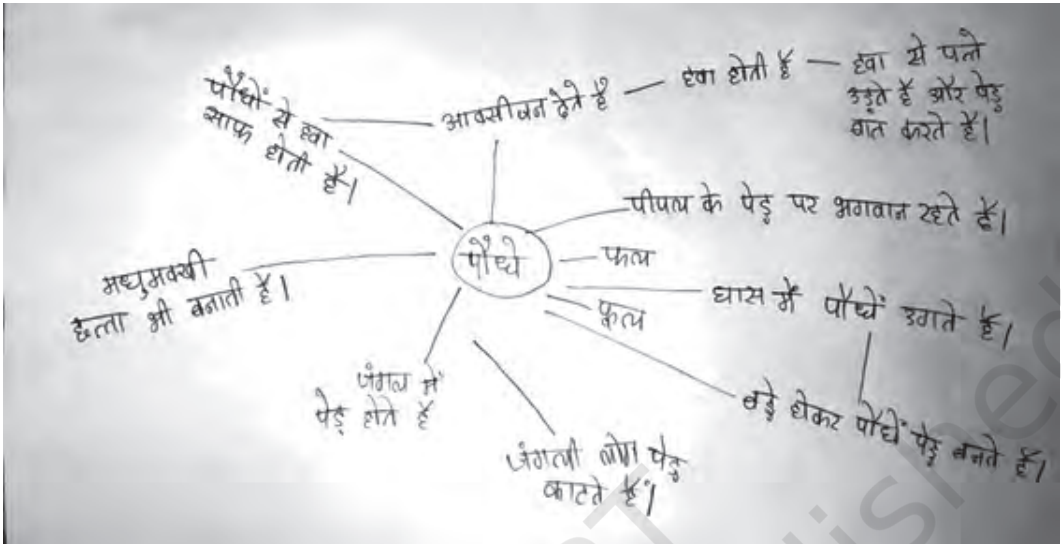 पौधों से हवा
साफ होती है।
आक्सीजन देते है
हवा होती है
हवा से पत्ते
उड़ते है और पेड़
बात करते है।
पीपल के पेड़ पर भगवान रहते हैं।
पौधे
फल
फूल
घास में पौधें उगते है।
बड़े होकर पौधें पेड़ बनते हैं।
मधुमक्खी
छत्ता भी बनाती है।
जंगल में
पेड़ होते है
जंगली लोग पेड़
काटते हैं।